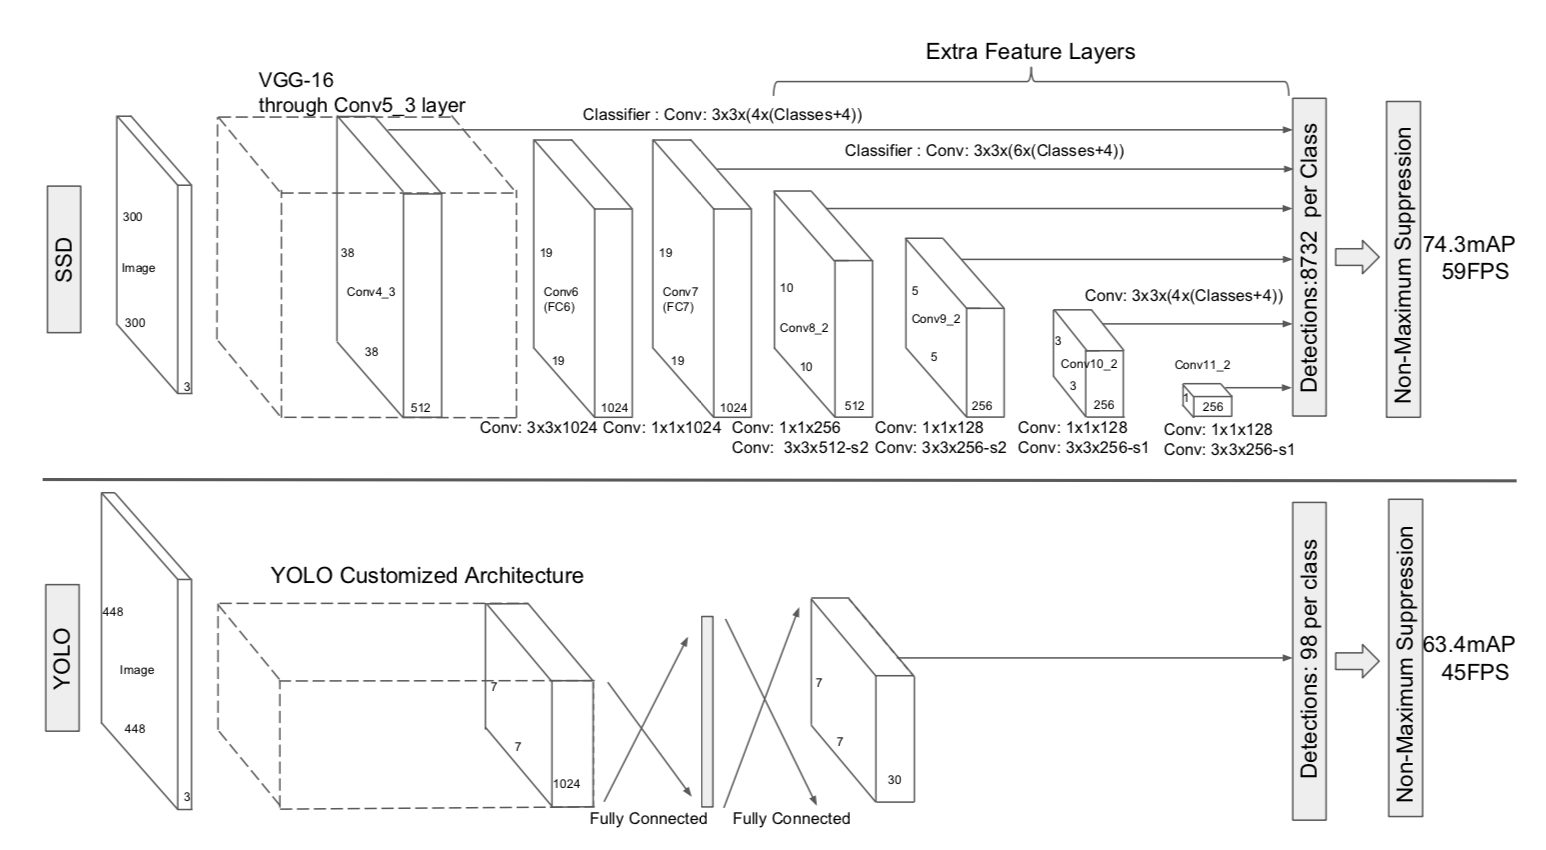 Extra Feature Layers
VGG-16
through Conv5_3 layer
Classifier : Conv: 3x3x(4x(Classes+4))
Classifier : Conv: 3x3x(6x(Classes+4))
SSD
300
Image
300
3
38
Conv4_3
38
512
19
Conv6
(FC6)
19
1024
19
Conv7
(FC7)
19
1024
10
Conv8_2
10
512
5
Conv9_2
5
256
Conv: 3x3x(4x(Classes+4))
3
Conv10_2
3
256
Conv11_2
1
256
Detections:8732 per Class
Non-Maximum Suppression
74.3mAP
59FPS
Conv: 3x3x1024
Conv: 1x1x1024
Conv: 1x1x256
Conv: 3x3x512-s2
Conv: 1x1x128
Conv: 3x3x256-s2
Conv: 1x1x128
Conv: 3x3x256-s1
Conv: 1x1x128
Conv: 3x3x256-s1
YOLO
448
Image
448
3
YOLO Customized Architecture
7
7
1024
Fully Connected
Fully Connected
7
7
30
Detections: 98 per class
Non-Maximum Suppression
63.4mAP
45FPS